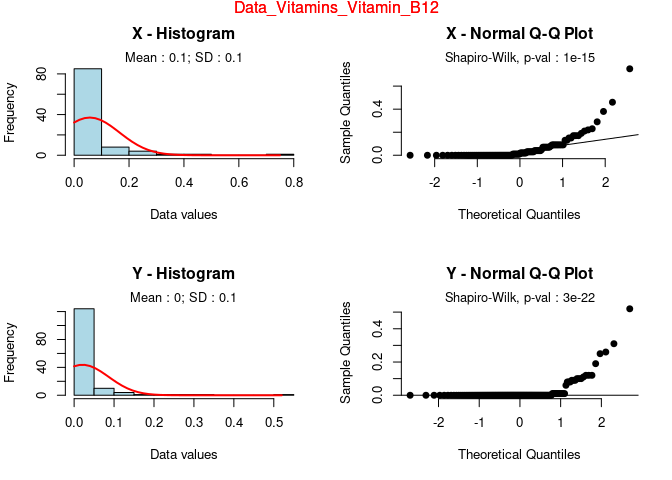 Data_Vitamins_Vitamin_B12
X - Histogram
Mean : 0.1; SD : 0.1
Frequency
80
40
0
0.0 0.2 0.4 0.6 0.8
Data values
X - Normal Q-Q Plot
Shapiro-Wilk, p-val : 1e-15
Sample Quantiles
0.4
0.0
-2 -1 0 1 2
Theoretical Quantiles
Y - Histogram
Mean : 0; SD : 0.1
Frequency
80
40
0
0.0 0.1 0.2 0.3 0.4 0.5
Data values
Y - Normal Q-Q Plot
Shapiro-Wilk, p-val : 3e-22
Sample Quantiles
0.4
0.2
0.0
-2 -1 0 1 2
Theoretical Quantiles